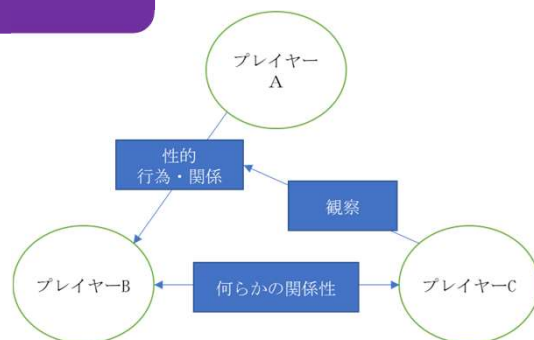 プレイヤー
A
性的
行為・関係
観察
プレイヤーB
何らかの関係性
プレイヤーC